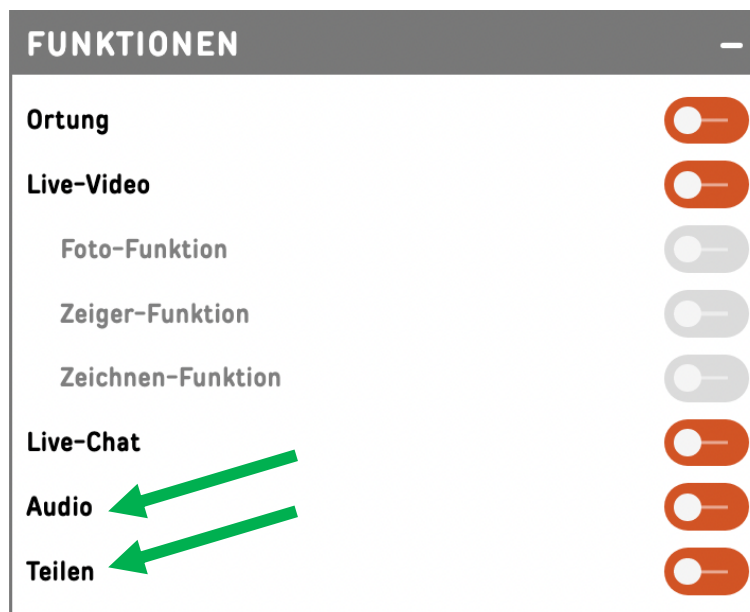 FUNKTIONEN
Ortung
Live-Video
Foto-Funktion
Zeiger-Funktion
Zeichnen-Funktion
Live-Chat
Audio
Teilen